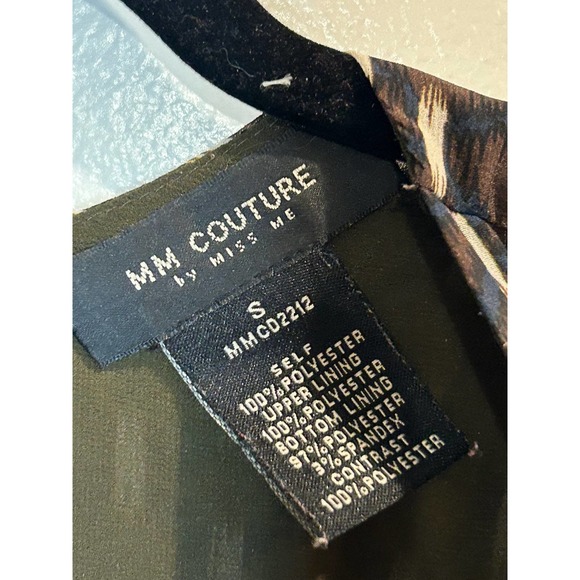 MM COUTURE
by MISS ME
S
MMCD2212
SELF
100%POLYESTER
UPPER LINING
100%POLYESTER
BOTTOM LINING
97%POLYESTER
3%SPANDEX
CONTRAST
100%POLYESTER